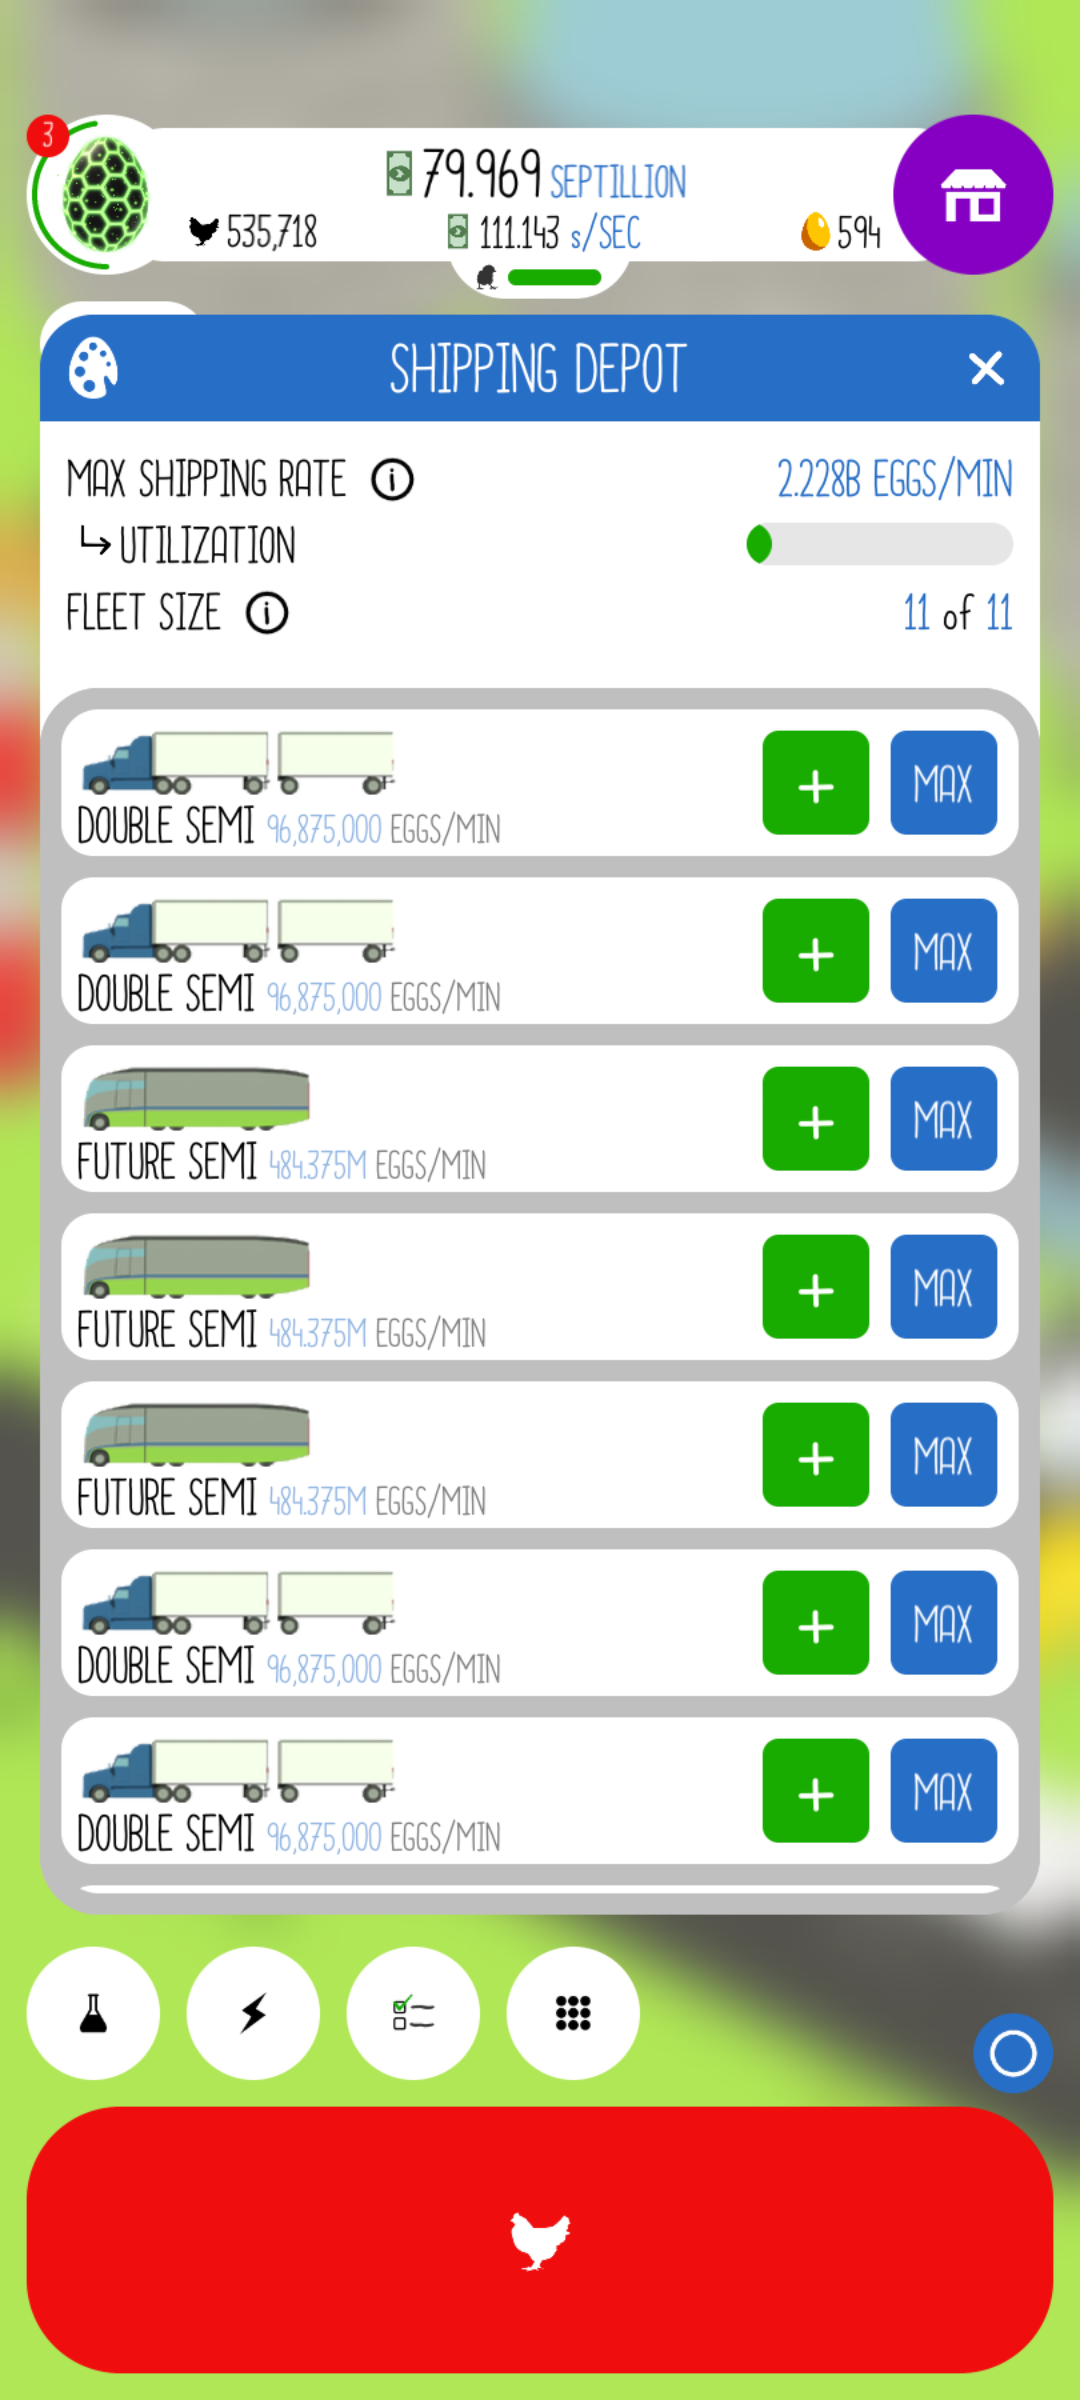 3
79.969 SEPTILLION
535,718
111.143 s/SEC
594
SHIPPING DEPOT
MAX SHIPPING RATE i 2.228B EGGS/MIN
UTILIZATION
FLEET SIZE i 11 of 11
DOUBLE SEMI 96,875,000 EGGS/MIN + MAX
DOUBLE SEMI 96,875,000 EGGS/MIN + MAX
FUTURE SEMI 484.375M EGGS/MIN + MAX
FUTURE SEMI 484.375M EGGS/MIN + MAX
FUTURE SEMI 484.375M EGGS/MIN + MAX
DOUBLE SEMI 96,875,000 EGGS/MIN + MAX
DOUBLE SEMI 96,875,000 EGGS/MIN + MAX